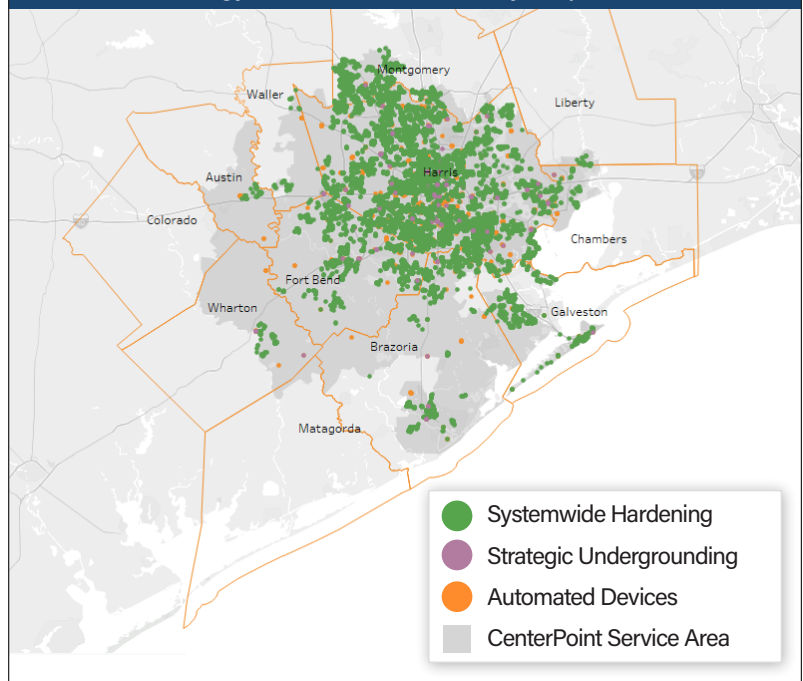 Montgomery
Waller
Liberty
Harris
Austin
Colorado
Chambers
Fort Bend
Wharton
Galveston
Brazoria
Matagorda
Systemwide Hardening
Strategic Undergrounding
Automated Devices
CenterPoint Service Area